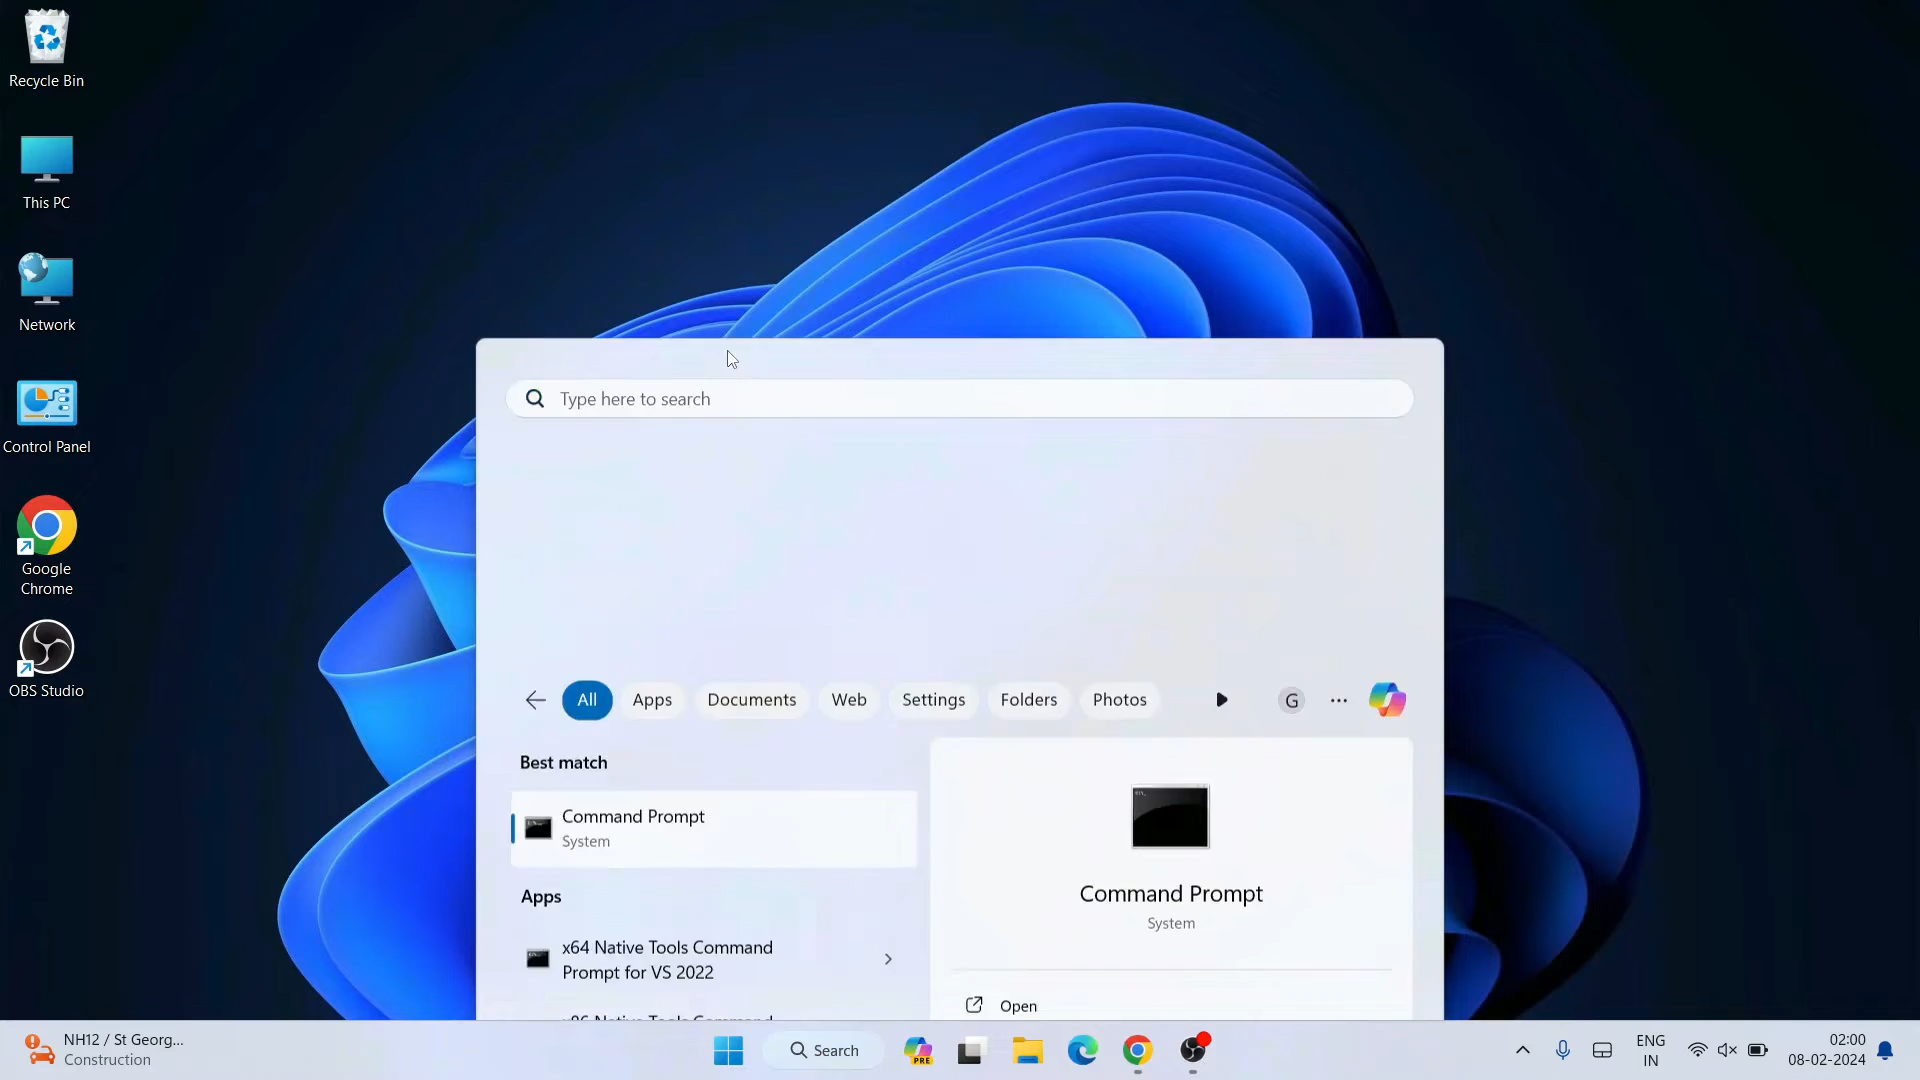 Recycle Bin
This PC
Network
Control Panel
Google
Chrome
OBS Studio
Type here to search
All
Apps
Documents
Web
Settings
Folders
Photos
G
Best match
Command Prompt
System
Apps
x64 Native Tools Command
Prompt for VS 2022
Command Prompt
System
Open
NH12 / St Georg...
Construction
Search
PRE
ENG
IN
02:00
08-02-2024